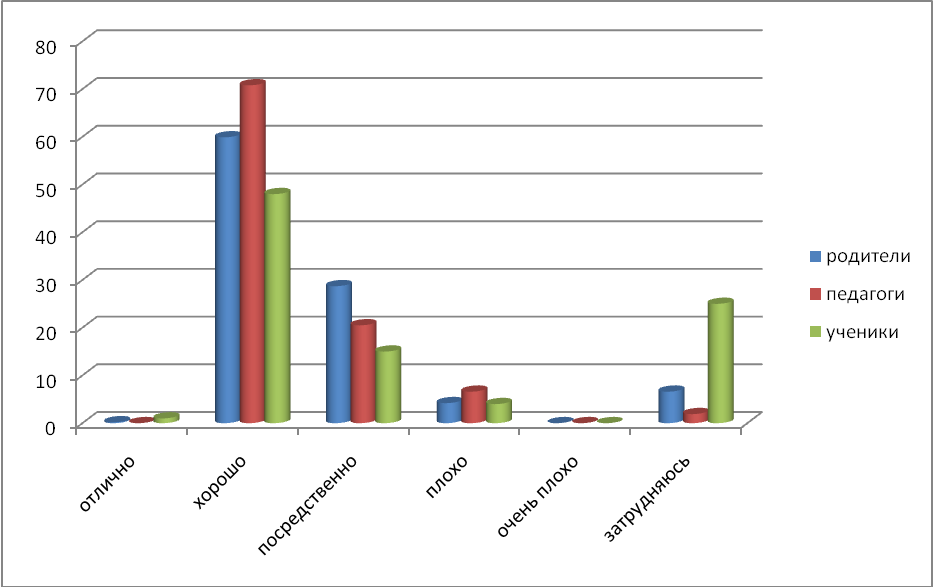 80
70
60
50
40
30
20
10
0
отлично
хорошо
посредственно
плохо
очень плохо
затрудняюсь
родители
педагоги
ученики